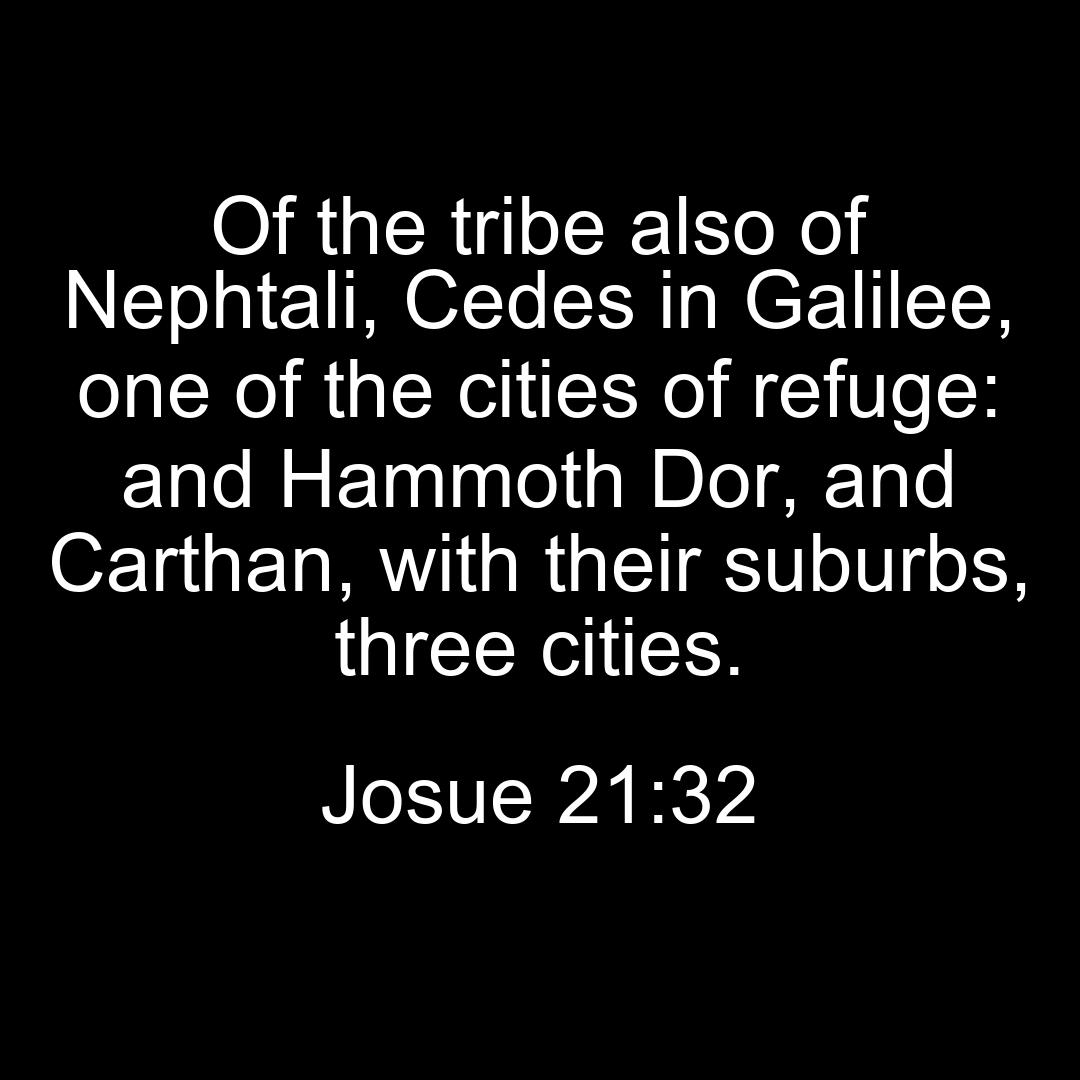 Of the tribe also of
Nephtali, Cedes in Galilee,
one of the cities of refuge:
and Hammoth Dor, and
Carthan, with their suburbs,
three cities.
Josue 21:32